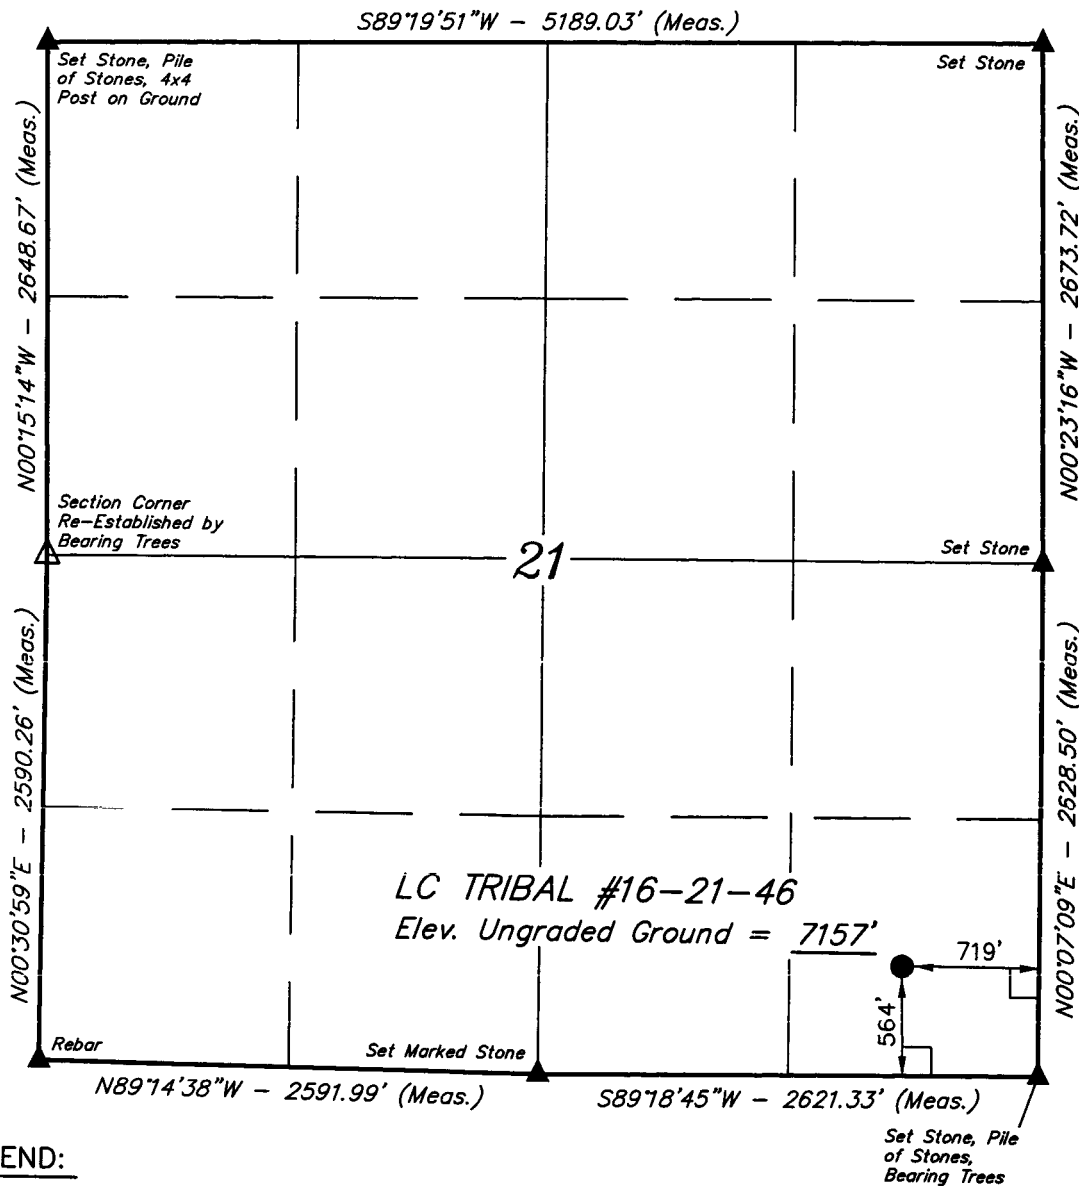 S89°19'51"W - 5189.03' (Meas.)
Set Stone, Pile
of Stones, 4x4
Post on Ground
Set Stone
N00°15'14"W - 2648.67' (Meas.)
N00°23'16"W - 2673.72' (Meas.)
Section Corner
Re-Established by
Bearing Trees
Set Stone
21
N00°30'59"E - 2590.26' (Meas.)
N00°07'09"E - 2628.50' (Meas.)
LC TRIBAL #16-21-46
Elev. Ungraded Ground = 7157'
719'
564'
Rebar
Set Marked Stone
N89°14'38"W - 2591.99' (Meas.)
S89°18'45"W - 2621.33' (Meas.)
Set Stone, Pile
of Stones,
Bearing Trees
END: